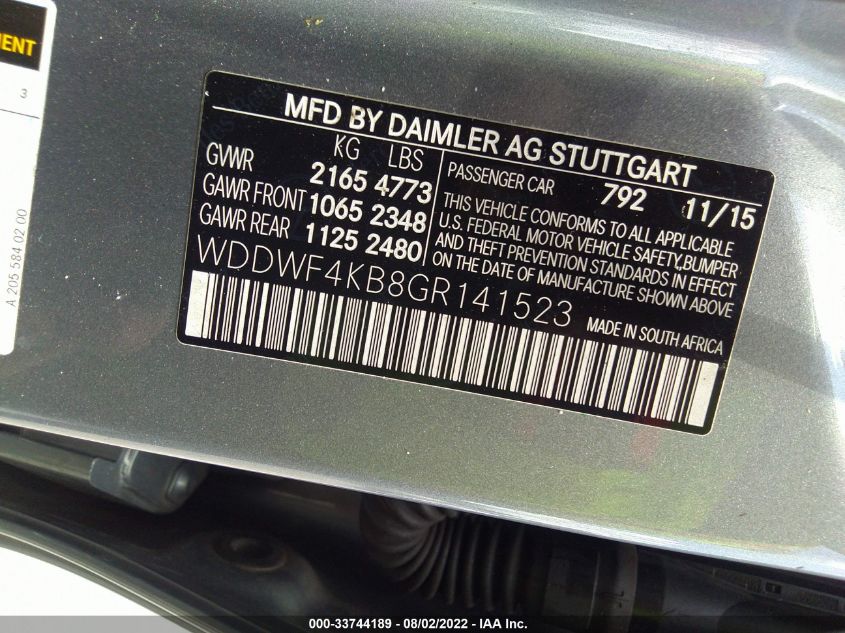 MENT
3
A 205 584 02 00
MFD BY DAIMLER AG STUTTGART
KG LBS
GVWR 2165 4773
GAWR FRONT 1065 2348
GAWR REAR 1125 2480
PASSENGER CAR 792 11/15
THIS VEHICLE CONFORMS TO ALL APPLICABLE
U.S. FEDERAL MOTOR VEHICLE SAFETY,BUMPER
AND THEFT PREVENTION STANDARDS IN EFFECT
ON THE DATE OF MANUFACTURE SHOWN ABOVE
WDDWF4KB8GR141523
MADE IN SOUTH AFRICA
000-33744189 - 08/02/2022 - IAA Inc.